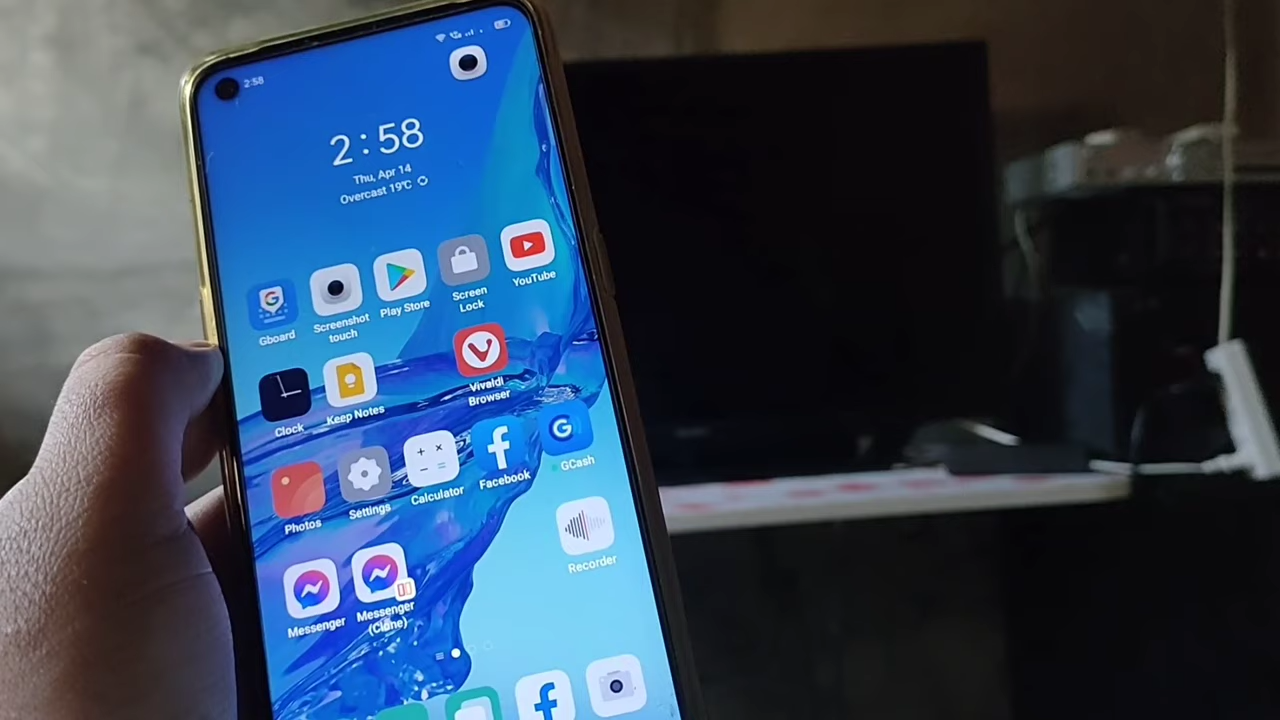 2:58
2:58
Thu, Apr 14
Overcast 19°C
Gboard
Screenshot
touch
Play Store
Screen
Lock
YouTube
Clock
Keep Notes
Vivaldi
Browser
Photos
Settings
Calculator
Facebook
GCash
Messenger
Messenger
(Clone)
Recorder